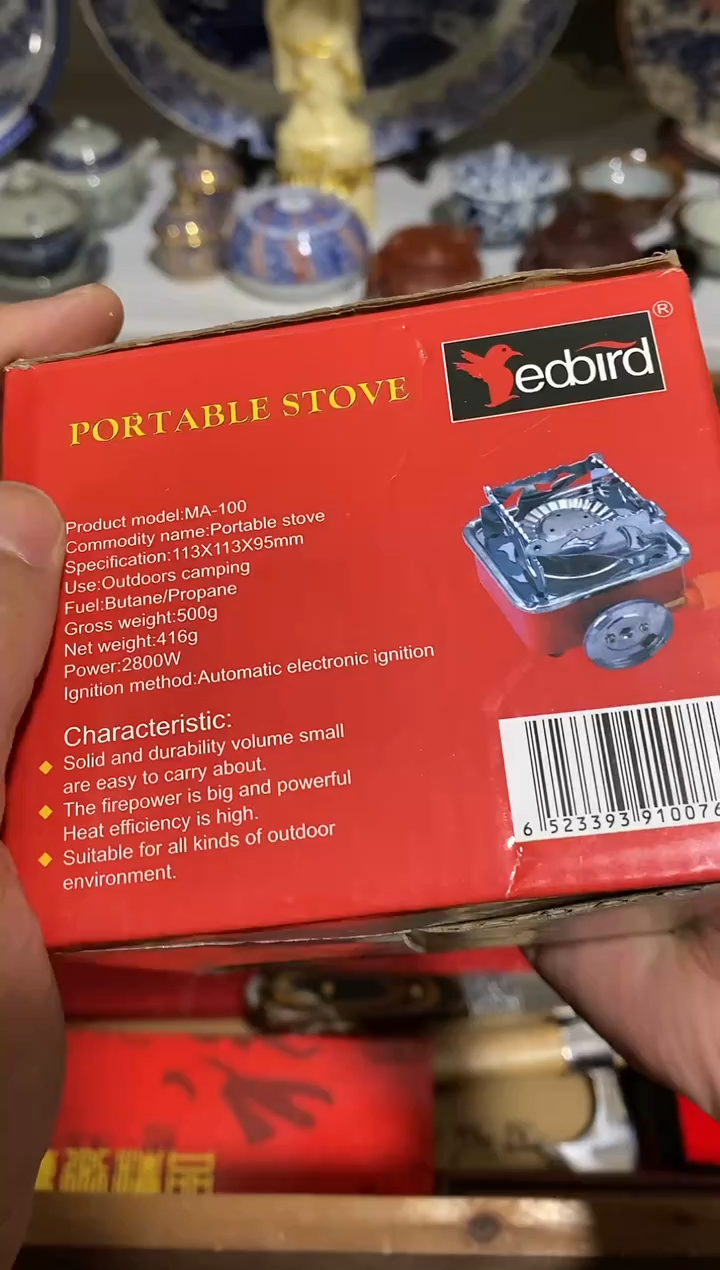 PORTABLE STOVE
edbird
®
Product model:MA-100
Commodity name:Portable stove
Specification:113X113X95mm
Use:Outdoors camping
Fuel:Butane/Propane
Gross weight:500g
Net weight:416g
Power:2800W
Ignition method:Automatic electronic ignition
Characteristic:
Solid and durability volume small
are easy to carry about.
The firepower is big and powerful
Heat efficiency is high.
Suitable for all kinds of outdoor
environment.
6 523393 910076